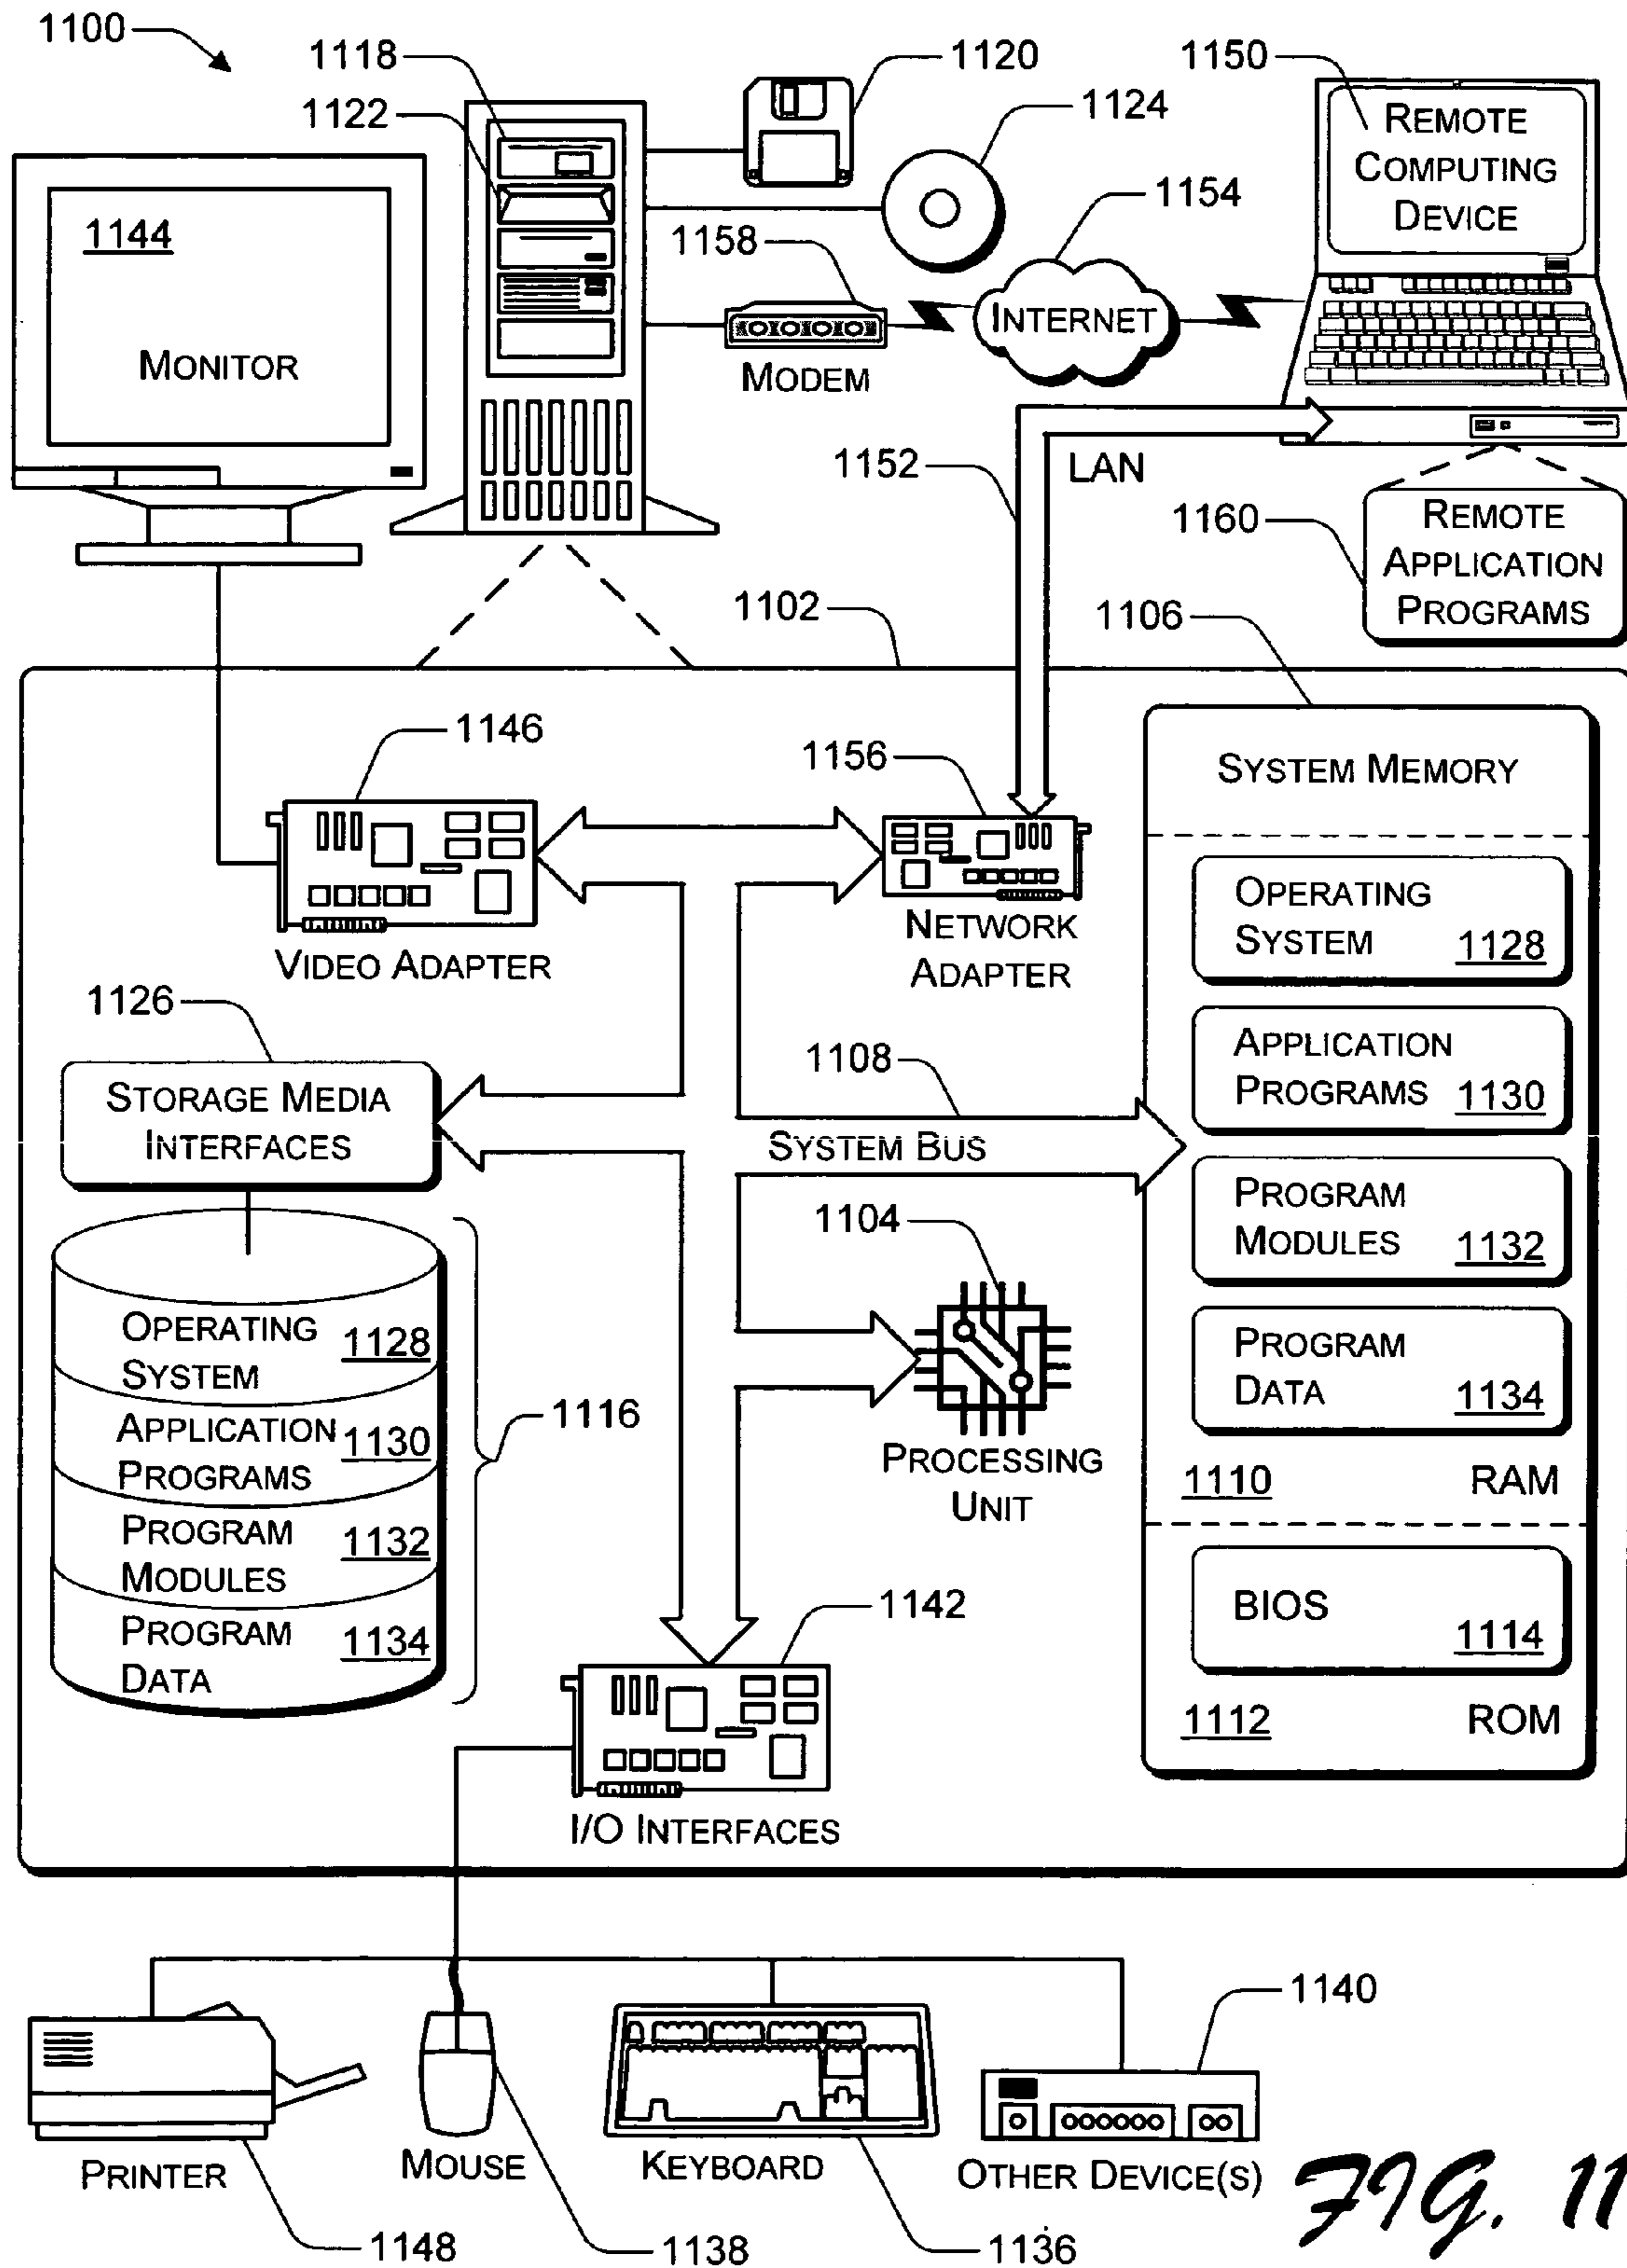 1100
1118
1122
1120
1124
1150
REMOTE
COMPUTING
DEVICE
1144
MONITOR
1158
1154
INTERNET
MODEM
1152
LAN
1160
REMOTE
APPLICATION
PROGRAMS
1102
1106
1146
VIDEO ADAPTER
1156
NETWORK
ADAPTER
SYSTEM MEMORY
OPERATING
SYSTEM 1128
APPLICATION
PROGRAMS 1130
PROGRAM
MODULES 1132
PROGRAM
DATA 1134
1110 RAM
BIOS
1114
1112 ROM
1126
STORAGE MEDIA
INTERFACES
1108
SYSTEM BUS
1104
PROCESSING
UNIT
OPERATING
SYSTEM 1128
APPLICATION
PROGRAMS 1130
PROGRAM
MODULES 1132
PROGRAM
DATA 1134
1116
1142
I/O INTERFACES
1140
PRINTER
MOUSE
KEYBOARD
OTHER DEVICE(S)
1148
1138
1136
FIG. 11